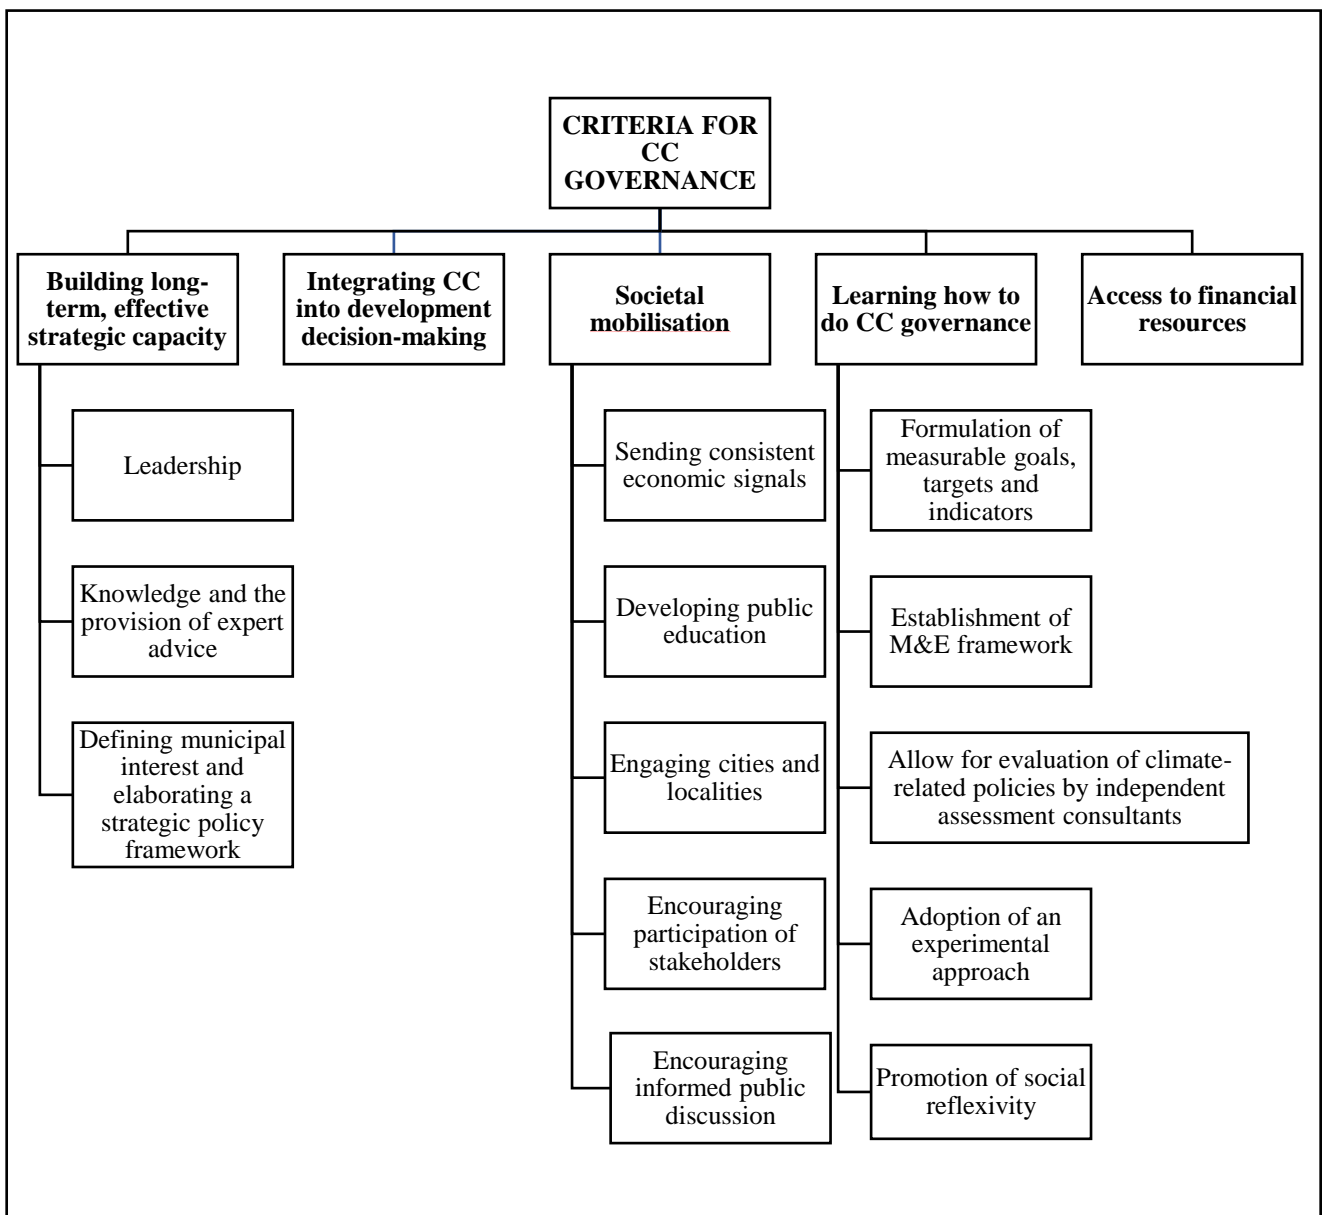 CRITERIA FOR
CC
GOVERNANCE
Building long-
term, effective
strategic capacity
Integrating CC
into development
decision-making
Societal
mobilisation
Learning how to
do CC governance
Access to financial
resources
Leadership
Knowledge and the
provision of expert
advice
Defining municipal
interest and
elaborating a
strategic policy
framework
Sending consistent
economic signals
Developing public
education
Engaging cities and
localities
Encouraging
participation of
stakeholders
Encouraging
informed public
discussion
Formulation of
measurable goals,
targets and
indicators
Establishment of
M&E framework
Allow for evaluation of climate-
related policies by independent
assessment consultants
Adoption of an
experimental
approach
Promotion of social
reflexivity